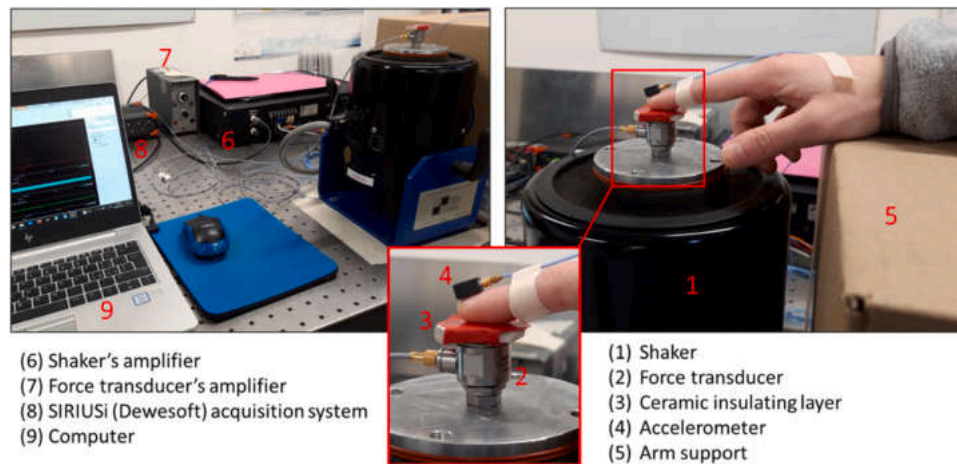 7
6
8
9
4
3
2
1
5
(6) Shaker's amplifier
(7) Force transducer's amplifier
(8) SIRIUSi (Dewesoft) acquisition system
(9) Computer
(1) Shaker
(2) Force transducer
(3) Ceramic insulating layer
(4) Accelerometer
(5) Arm support